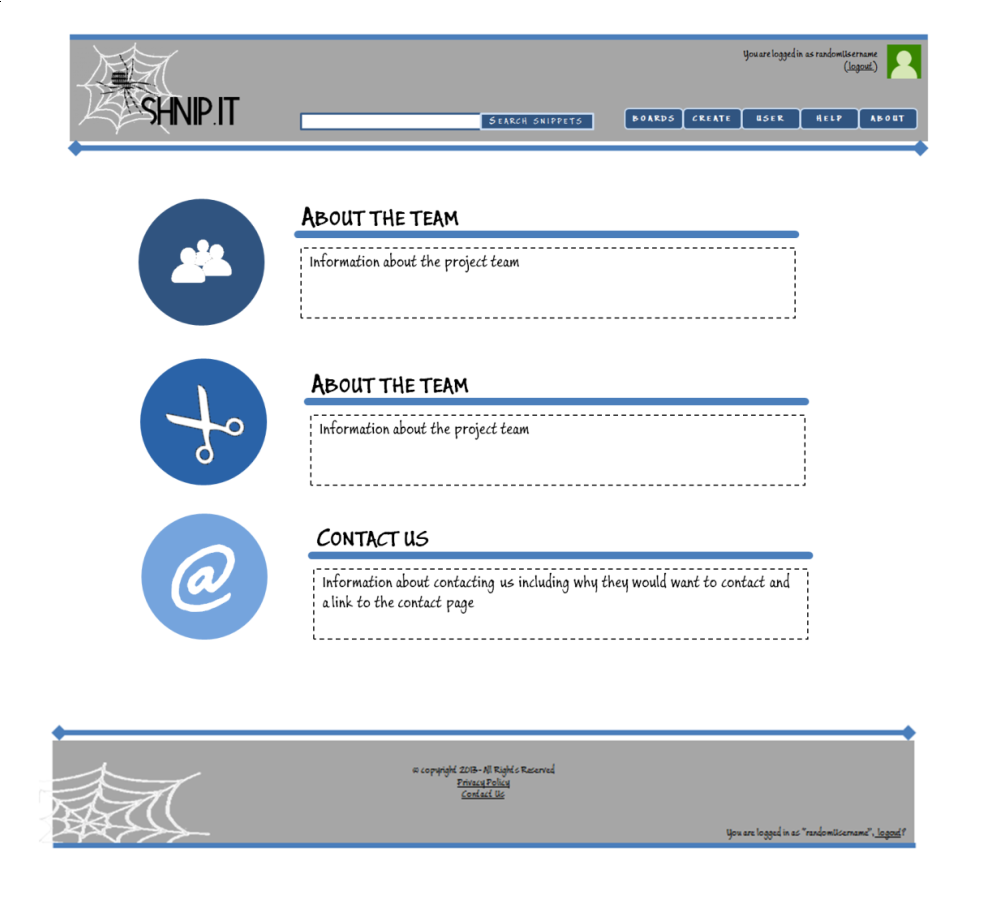 You are logged in as randomUsername
(logout)
SHNIP.IT
SEARCH SNIPPETS
BOARDS CREATE USER HELP ABOUT
ABOUT THE TEAM
Information about the project team
ABOUT THE TEAM
Information about the project team
CONTACT US
Information about contacting us including why they would want to contact and
a link to the contact page
© copyright 2013- All Rights Reserved
Privacy Policy
Contact Us
You are logged in as "randomUsername", logout?